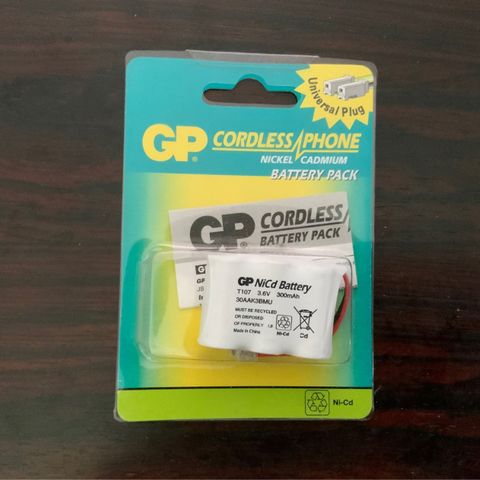 Universal Plug
GP® CORDLESS PHONE
NICKEL CADMIUM
BATTERY PACK
GP® CORDLESS
BATTERY PACK
GP
GP NiCd Battery
T107 3.6V 300mAh
30AAK3BMU
MUST BE RECYCLED
OR DISPOSED
OF PROPERLY
Made in China
Ni-Cd
Cd
Ni-Cd